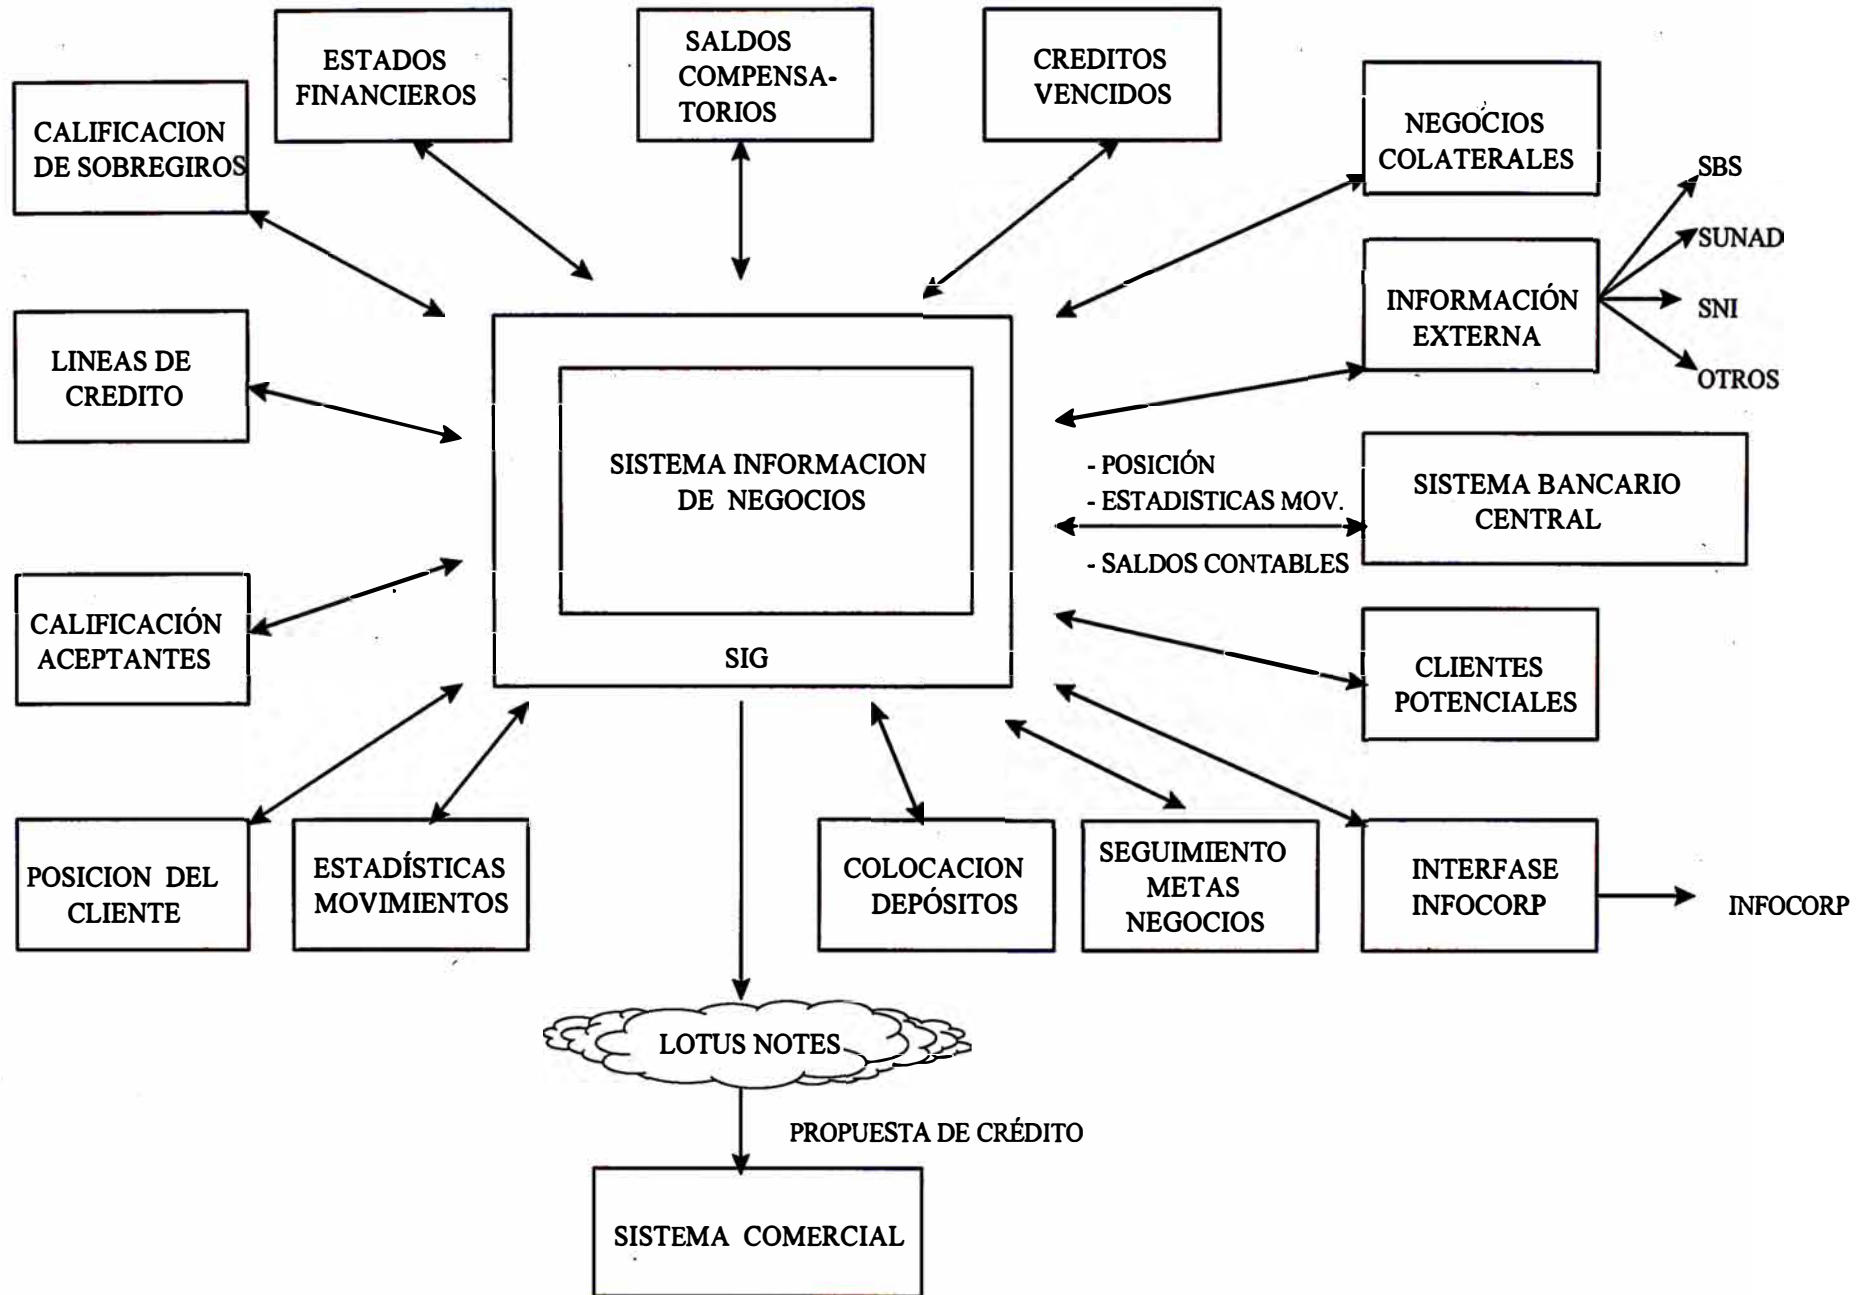 ESTADOS
FINANCIEROS
SALDOS
COMPENSA-
TORIOS
CREDITOS
VENCIDOS
CALIFICACION
DE SOBREGIROS
NEGOCIOS
COLATERALES
SBS
SUNAD
SNI
OTROS
INFORMACIÓN
EXTERNA
LINEAS DE
CREDITO
SISTEMA INFORMACION
DE NEGOCIOS
SIG
- POSICIÓN
- ESTADISTICAS MOV.
- SALDOS CONTABLES
SISTEMA BANCARIO
CENTRAL
CALIFICACIÓN
ACEPTANTES
CLIENTES
POTENCIALES
POSICION DEL
CLIENTE
ESTADÍSTICAS
MOVIMIENTOS
COLOCACION
DEPÓSITOS
SEGUIMIENTO
METAS
NEGOCIOS
INTERFASE
INFOCORP
INFOCORP
LOTUS NOTES
PROPUESTA DE CRÉDITO
SISTEMA COMERCIAL